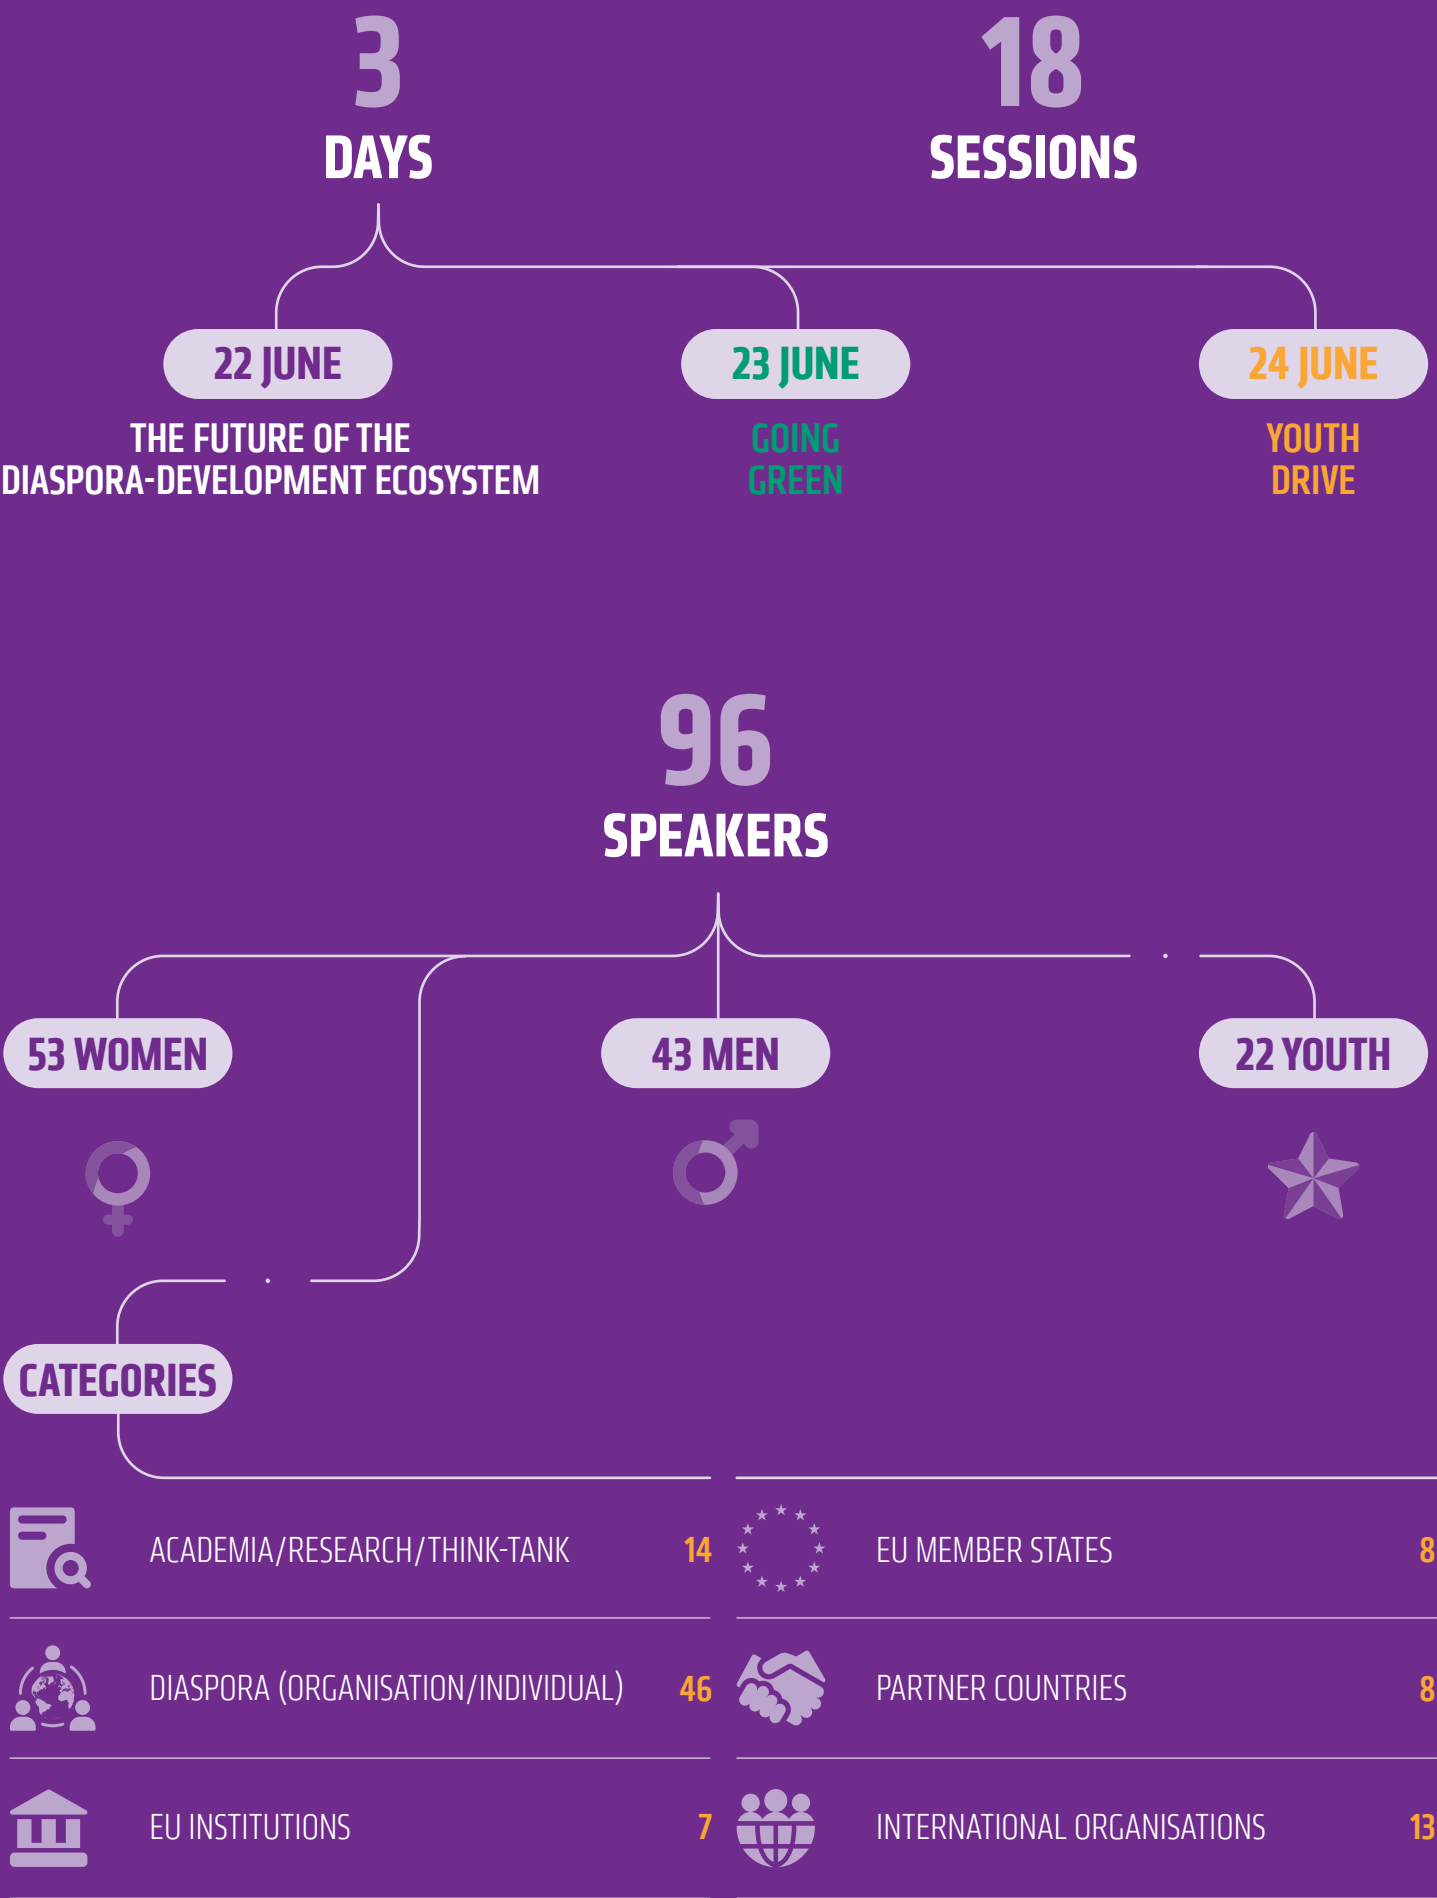 3
DAYS
18
SESSIONS
22 JUNE
THE FUTURE OF THE
DIASPORA-DEVELOPMENT ECOSYSTEM
23 JUNE
GOING
GREEN
24 JUNE
YOUTH
DRIVE
96
SPEAKERS
53 WOMEN
43 MEN
22 YOUTH
CATEGORIES
ACADEMIA/RESEARCH/THINK-TANK 14
EU MEMBER STATES 8
DIASPORA (ORGANISATION/INDIVIDUAL) 46
PARTNER COUNTRIES 8
EU INSTITUTIONS 7
INTERNATIONAL ORGANISATIONS 13